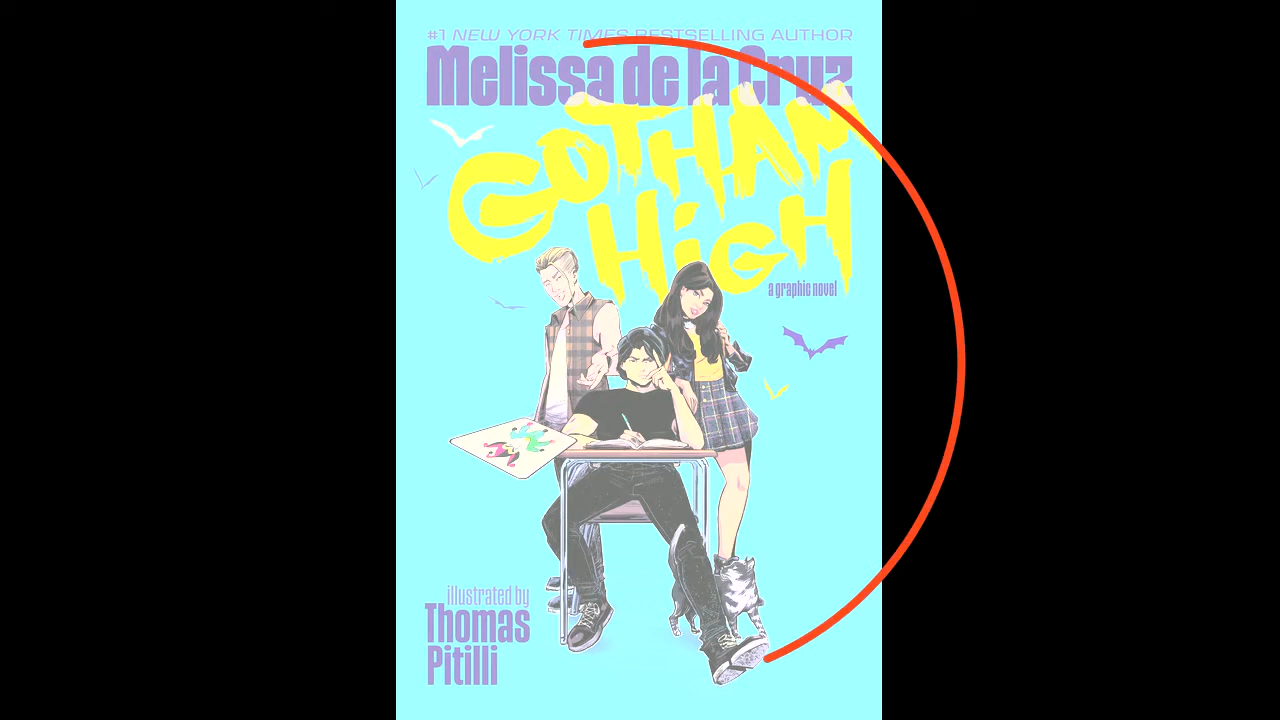 #1 NEW YORK TIMES BESTSELLING AUTHOR
Melissa de la Cruz
GOTHAM
HiGH
a graphic novel
illustrated by
Thomas
Pitilli